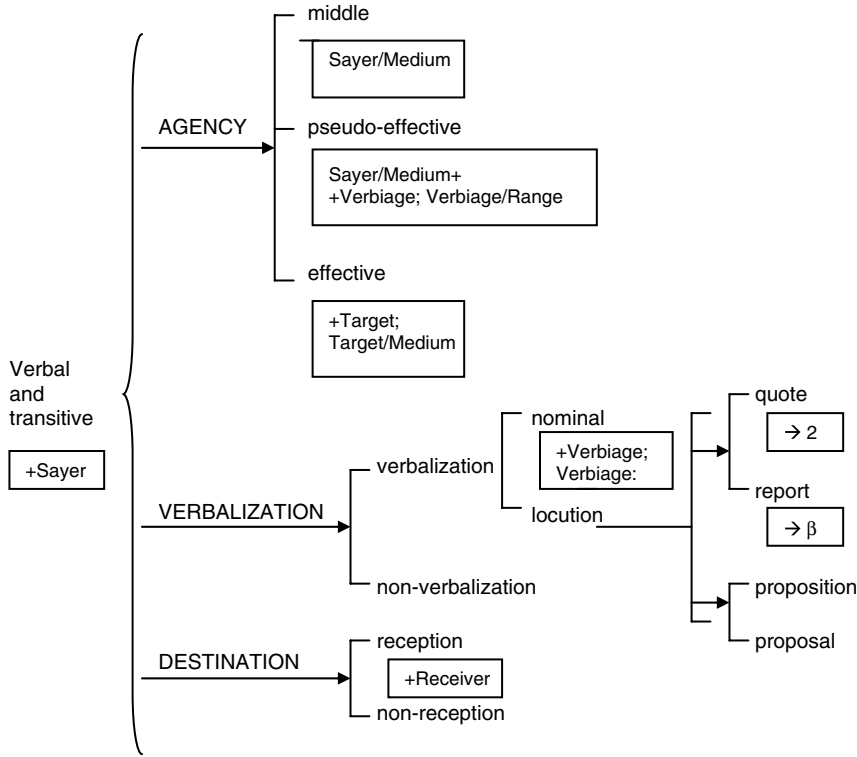 middle
Sayer/Medium
AGENCY
pseudo-effective
Sayer/Medium+
+Verbiage; Verbiage/Range
effective
+Target;
Target/Medium
Verbal
and
transitive
+Sayer
VERBALIZATION
verbalization
nominal
+Verbiage;
Verbiage:
locution
quote
→ 2
report
→ β
proposition
proposal
non-verbalization
DESTINATION
reception
+Receiver
non-reception